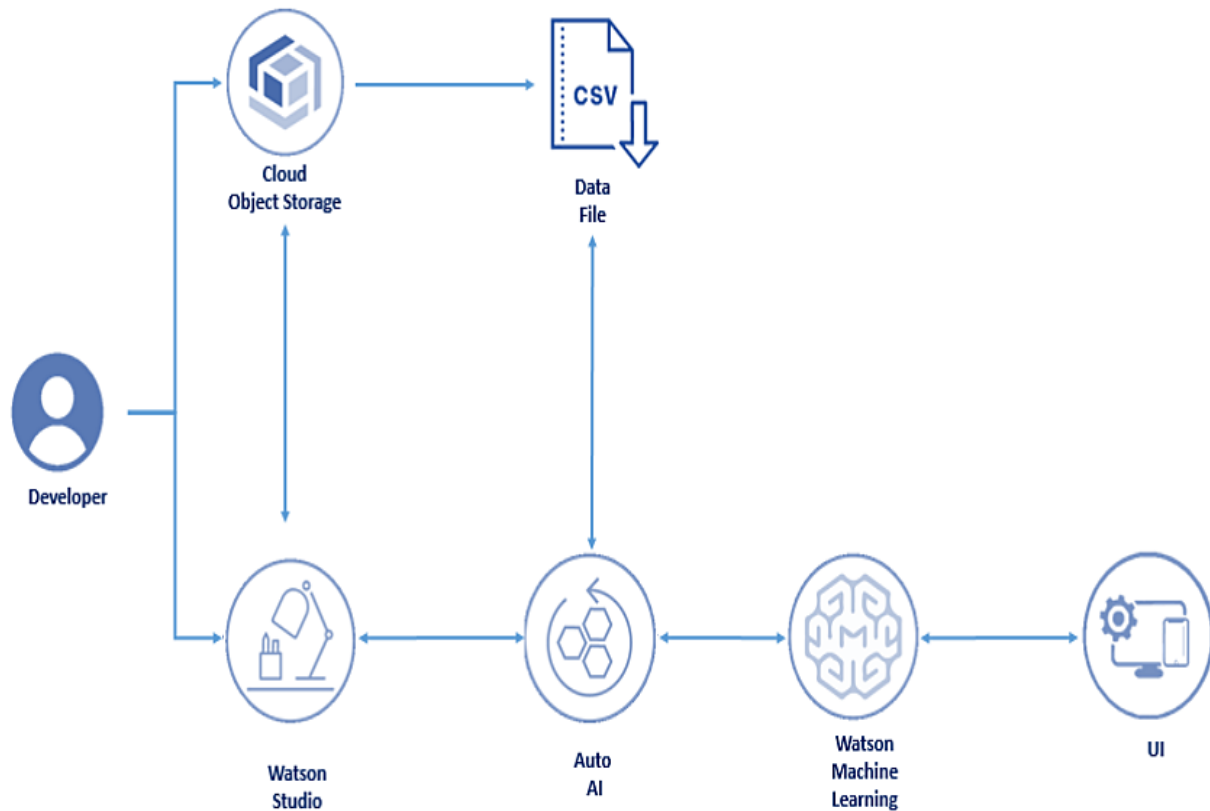 CSV
Cloud
Object Storage
Data
File
Developer
Watson
Studio
Auto
AI
Watson
Machine
Learning
UI